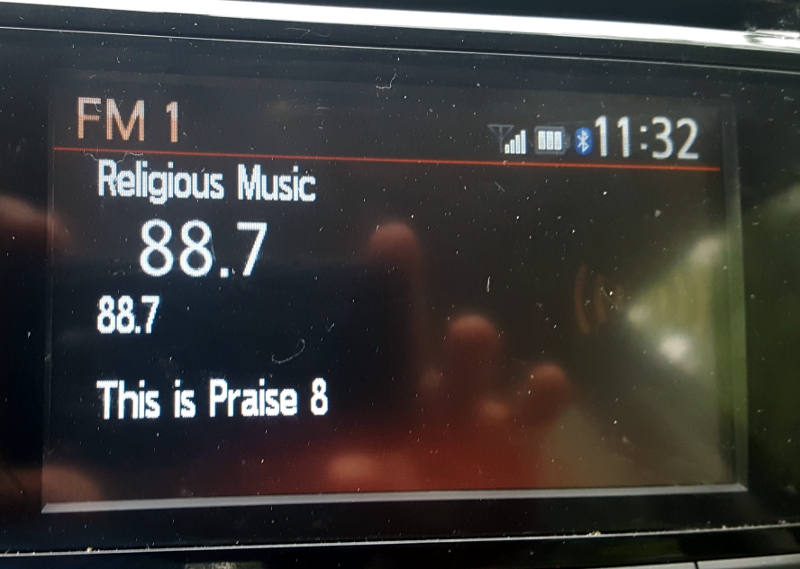 FM 1 11:32
Religious Music
88.7
88.7
This is Praise 8